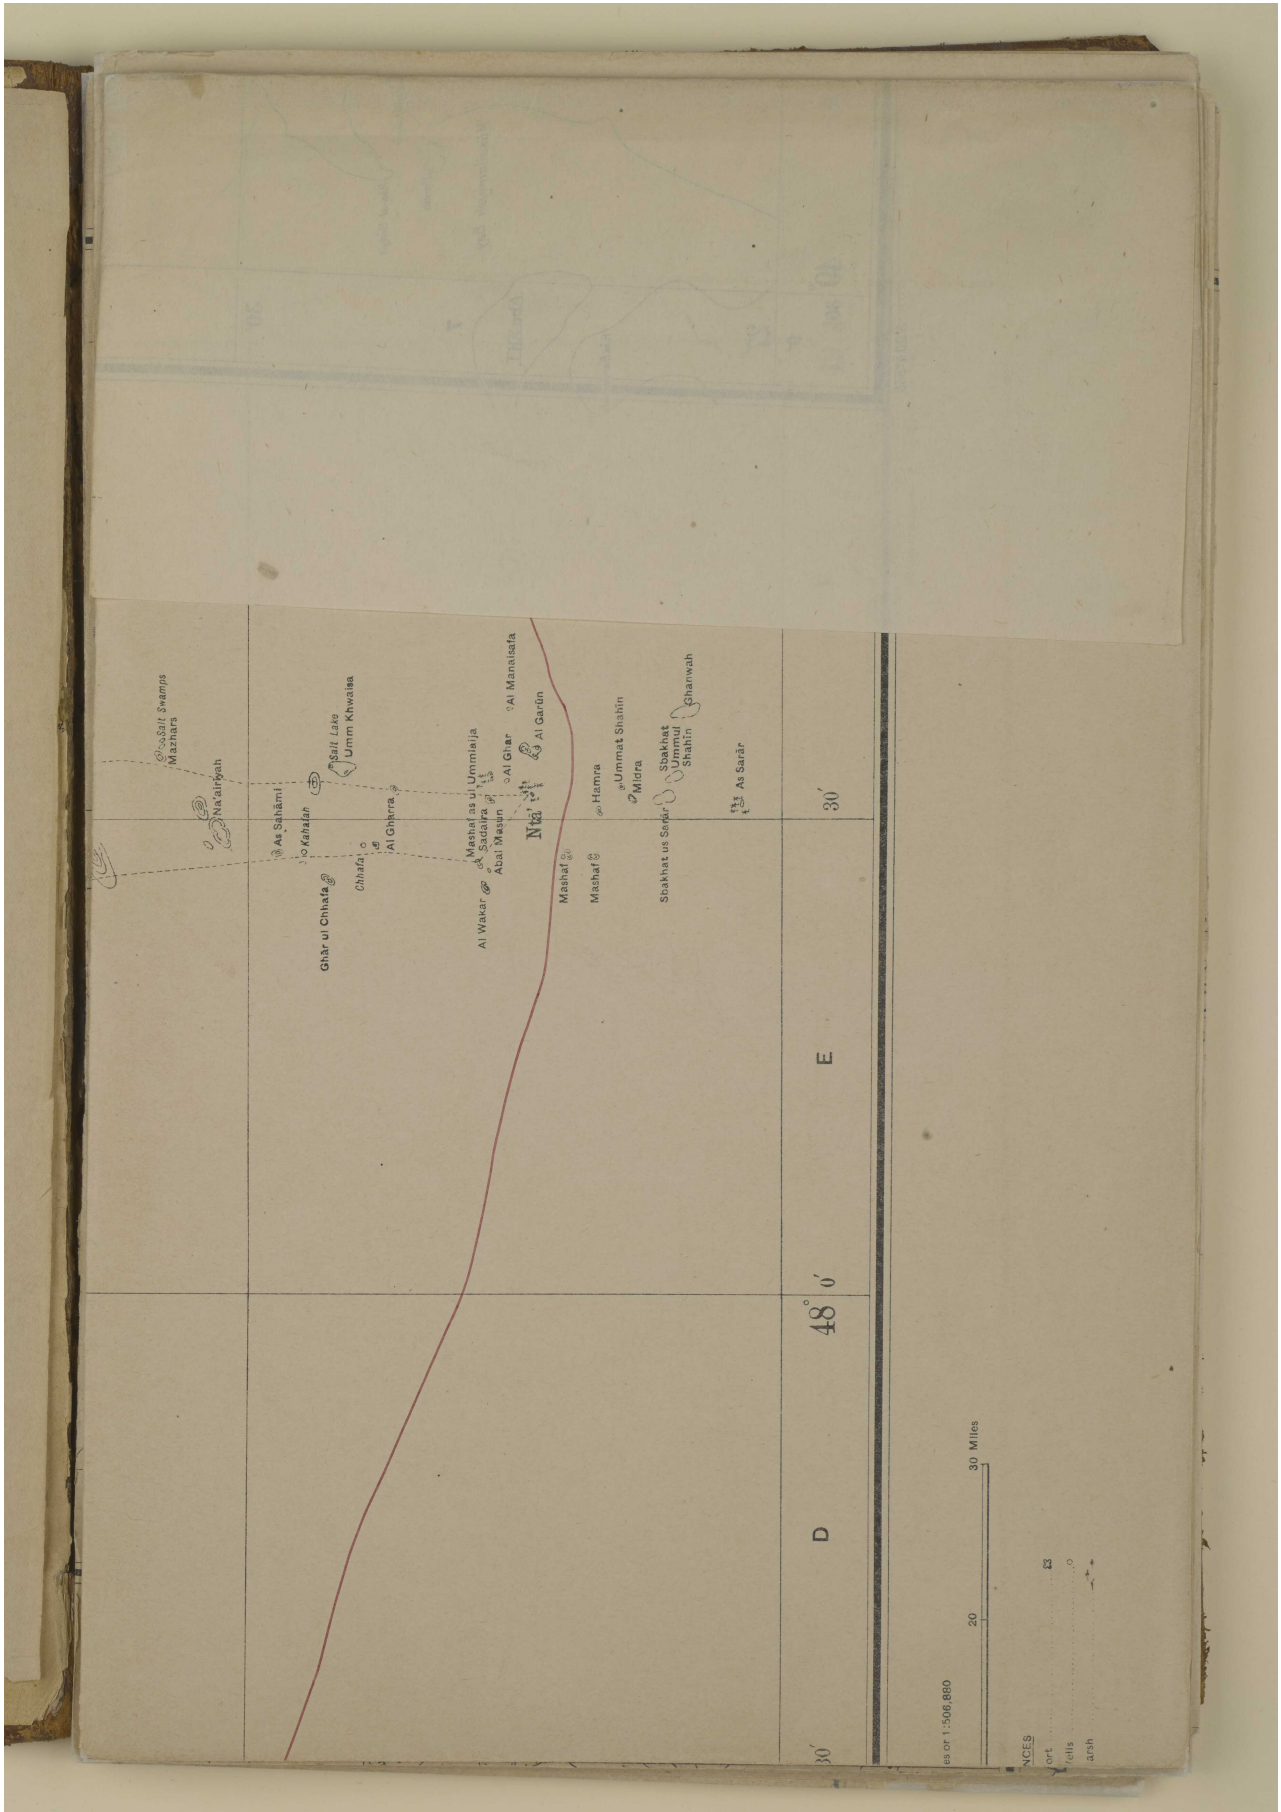 Salt Swamps
Mazhars
Na'airiyah
As Sahāmi
Kahafah
Salt Lake
Umm Khwaisa
Ghār ul Chhafa
Chhafa
Al Gharra
Mashaf as ul Ummlaija
Sadaira
Abal Masun
Al Wakar
Al Ghar
Al Manaisafa
Ntā'
Al Garūn
Mashaf
Mashaf
Hamra
Ummat Shahīn
Midra
Sbakhat us Sarār
Sbakhat
Ummul
Shahīn
Ghanwah
As Sarār
30′
E
48° 0′
D
30′
es or 1:506,880
20
30 Miles
NCES
ort
ells
arsh